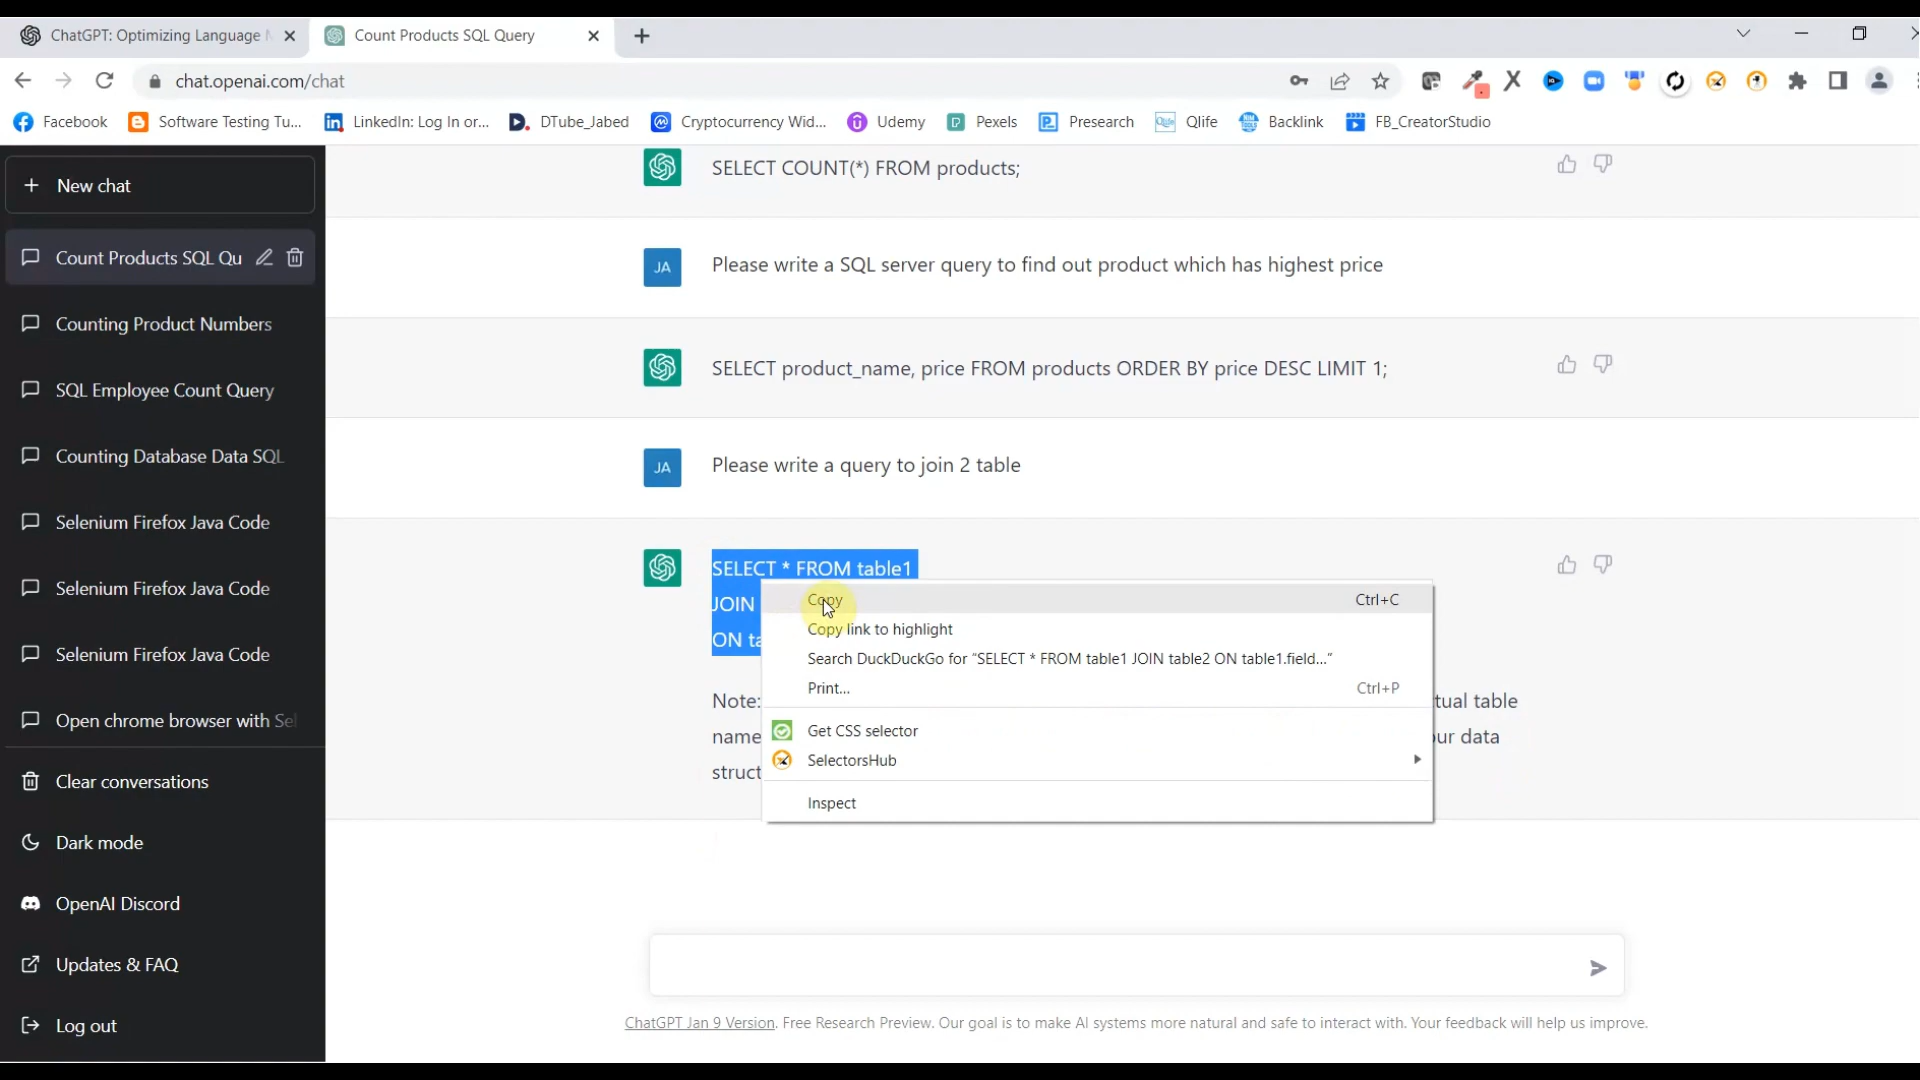 ChatGPT: Optimizing Language
Count Products SQL Query
chat.openai.com/chat
Facebook
Software Testing Tu...
LinkedIn: Log In or...
DTube_Jabed
Cryptocurrency Wid...
Udemy
Pexels
Presearch
Qlife
Backlink
FB_CreatorStudio
New chat
Count Products SQL Qu
Counting Product Numbers
SQL Employee Count Query
Counting Database Data SQL
Selenium Firefox Java Code
Selenium Firefox Java Code
Selenium Firefox Java Code
Open chrome browser with Sel
Clear conversations
Dark mode
OpenAI Discord
Updates & FAQ
Log out
SELECT COUNT(*) FROM products;
JA
Please write a SQL server query to find out product which has highest price
SELECT product_name, price FROM products ORDER BY price DESC LIMIT 1;
JA
Please write a query to join 2 table
SELECT * FROM table1
JOIN
ON ta
Note:
tual table
name
ur data
struct
Copy Ctrl+C
Copy link to highlight
Search DuckDuckGo for “SELECT * FROM table1 JOIN table2 ON table1.field...”
Print... Ctrl+P
Get CSS selector
SelectorsHub
Inspect
ChatGPT Jan 9 Version. Free Research Preview. Our goal is to make AI systems more natural and safe to interact with. Your feedback will help us improve.